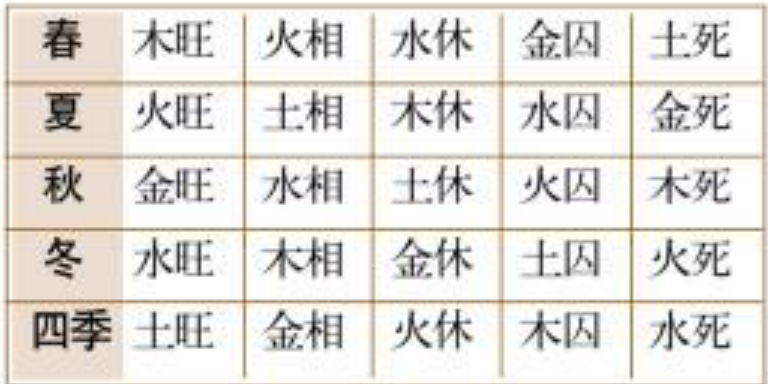 春 木旺 火相 水休 金囚 土死
夏 火旺 土相 木休 水囚 金死
秋 金旺 水相 土休 火囚 木死
冬 水旺 木相 金休 土囚 火死
四季 土旺 金相 火休 木囚 水死